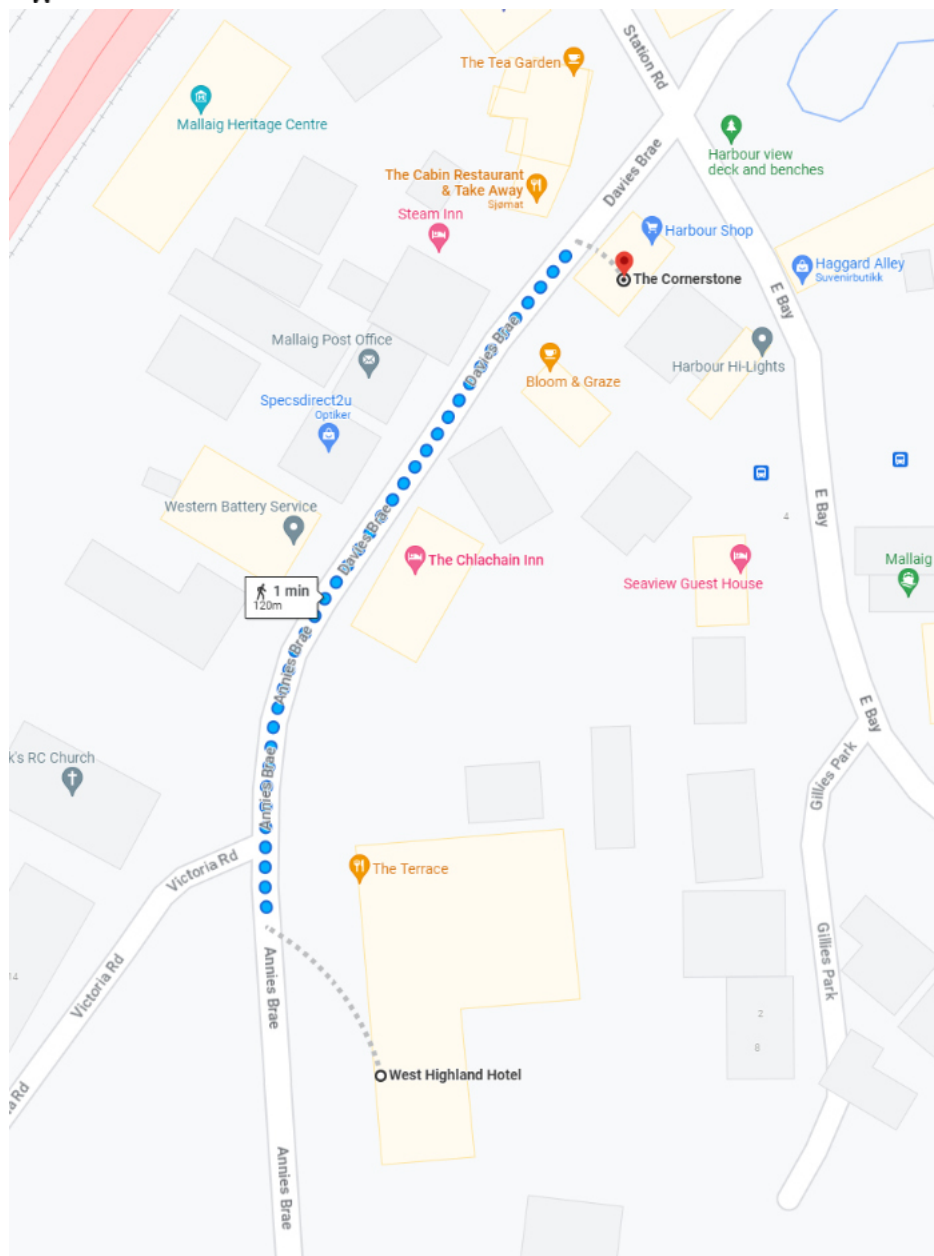 Station Rd
The Tea Garden
Mallaig Heritage Centre
Davies Brae
Harbour view
deck and benches
The Cabin Restaurant
& Take Away
Sjømat
Steam Inn
Harbour Shop
Haggard Alley
Suvenirbutikk
The Cornerstone
E Bay
Davies Brae
Mallaig Post Office
Harbour Hi-Lights
Bloom & Graze
Specsdirect2u
Optiker
Western Battery Service
E Bay
4
Davies Brae
The Chlachain Inn
Mallaig
Seaview Guest House
1 min
120m
Annies Brae
E Bay
k's RC Church
Annies Brae
Gillies Park
Victoria Rd
The Terrace
Gillies Park
Annies Brae
Victoria Rd
14
2
8
West Highland Hotel
a Rd
Annies Brae